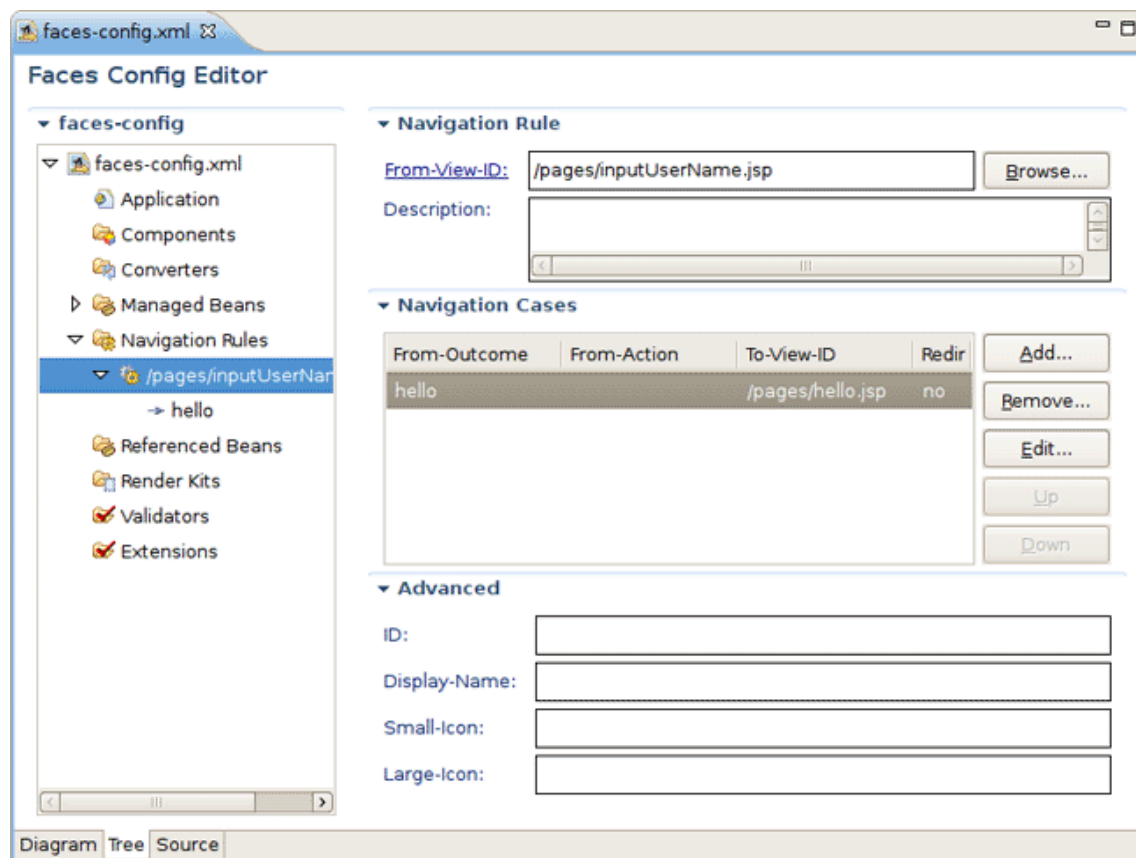 faces-config.xml
Faces Config Editor
faces-config
faces-config.xml
Application
Components
Converters
Managed Beans
Navigation Rules
/pages/inputUserNar
hello
Referenced Beans
Render Kits
Validators
Extensions
Navigation Rule
From-View-ID: /pages/inputUserName.jsp Browse...
Description:
Navigation Cases
From-Outcome From-Action To-View-ID Redir
hello /pages/hello.jsp no
Add...
Remove...
Edit...
Up
Down
Advanced
ID:
Display-Name:
Small-Icon:
Large-Icon:
Diagram Tree Source